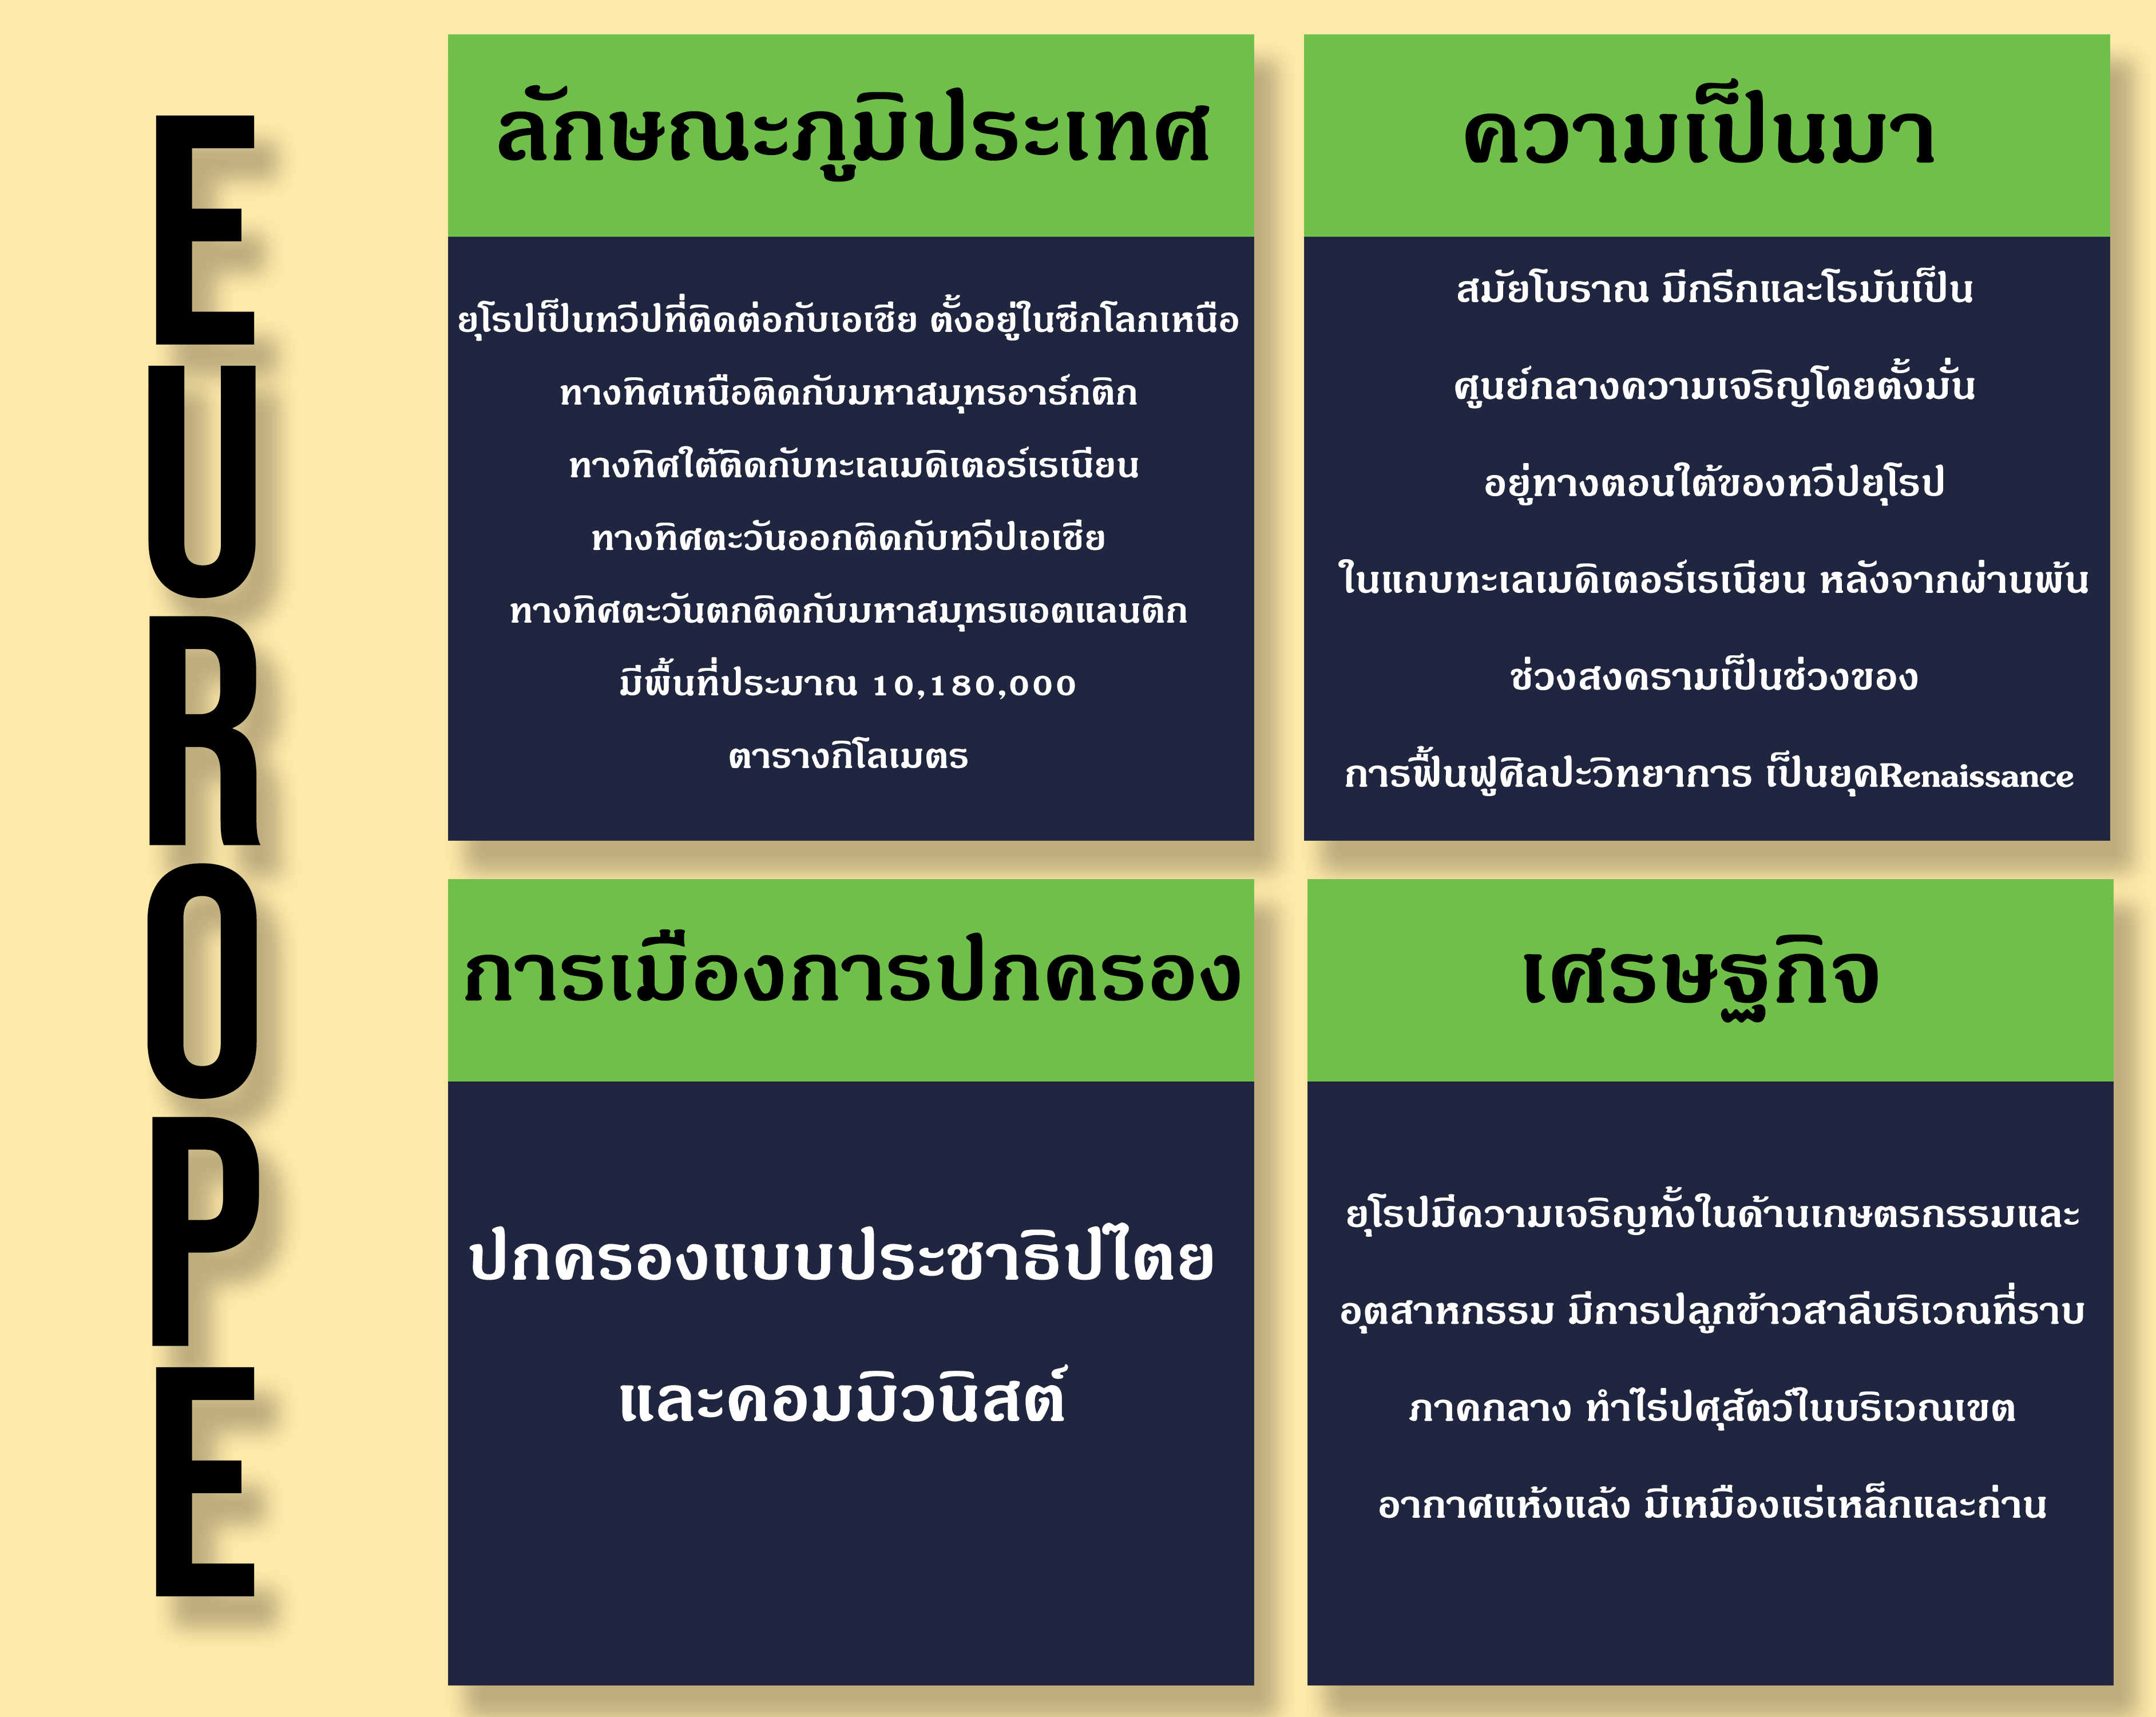 EUROPE
ลักษณะภูมิประเทศ
ยุโรปเป็นทวีปที่ติดต่อกับเอเชีย ตั้งอยู่ในซีกโลกเหนือ
ทางทิศเหนือติดกับมหาสมุทรอาร์กติก
ทางทิศใต้ติดกับทะเลเมดิเตอร์เรเนียน
ทางทิศตะวันออกติดกับทวีปเอเชีย
ทางทิศตะวันตกติดกับมหาสมุทรแอตแลนติก
มีพื้นที่ประมาณ 10,180,000
ตารางกิโลเมตร
ความเป็นมา
สมัยโบราณ มีกรีกและโรมันเป็น
ศูนย์กลางความเจริญโดยตั้งมั่น
อยู่ทางตอนใต้ของทวีปยุโรป
ในแถบทะเลเมดิเตอร์เรเนียน หลังจากผ่านพ้น
ช่วงสงครามเป็นช่วงของ
การฟื้นฟูศิลปะวิทยาการ เป็นยุคRenaissance
การเมืองการปกครอง
ปกครองแบบประชาธิปไตย
และคอมมิวนิสต์
เศรษฐกิจ
ยุโรปมีความเจริญทั้งในด้านเกษตรกรรมและ
อุตสาหกรรม มีการปลูกข้าวสาลีบริเวณที่ราบ
ภาคกลาง ทำไร่ปศุสัตว์ในบริเวณเขต
อากาศแห้งแล้ง มีเหมืองแร่เหล็กและถ่าน